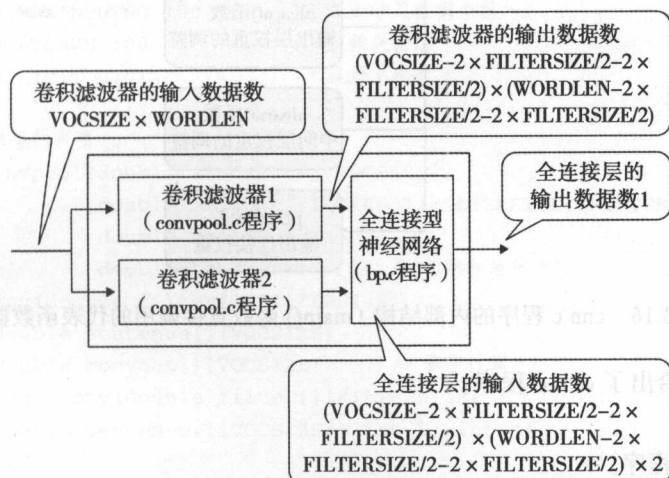 卷积滤波器的输出数据数
(VOCSIZE-2 × FILTERSIZE/2-2 ×
FILTERSIZE/2) × (WORDLEN-2 ×
FILTERSIZE/2-2 × FILTERSIZE/2)
卷积滤波器的输入数据数
VOCSIZE × WORDLEN
全连接层的
输出数据数1
卷积滤波器1
(convpool.c程序)
全连接型
神经网络
(bp.c程序)
卷积滤波器2
(convpool.c程序)
全连接层的输入数据数
(VOCSIZE-2 × FILTERSIZE/2-2 ×
FILTERSIZE/2) × (WORDLEN-2 ×
FILTERSIZE/2-2 × FILTERSIZE/2) × 2